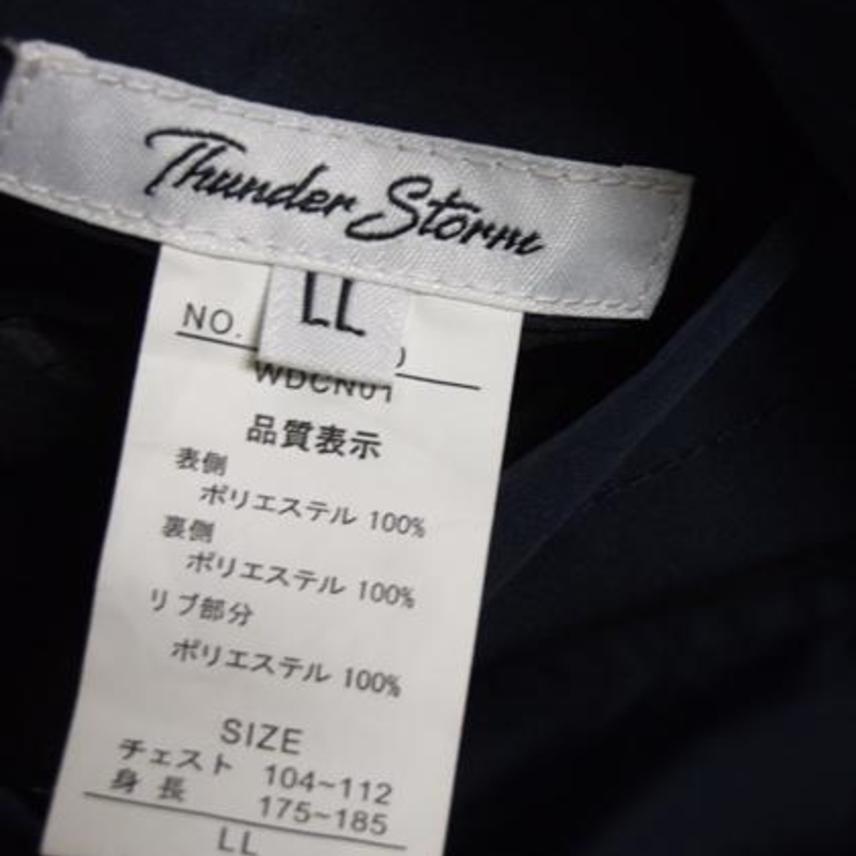 Thunder Storm
LL
NO.
WDCN01
品質表示
表側
ポリエステル 100%
裏側
ポリエステル 100%
リブ部分
ポリエステル 100%
SIZE
チェスト 104~112
身長 175~185
LL